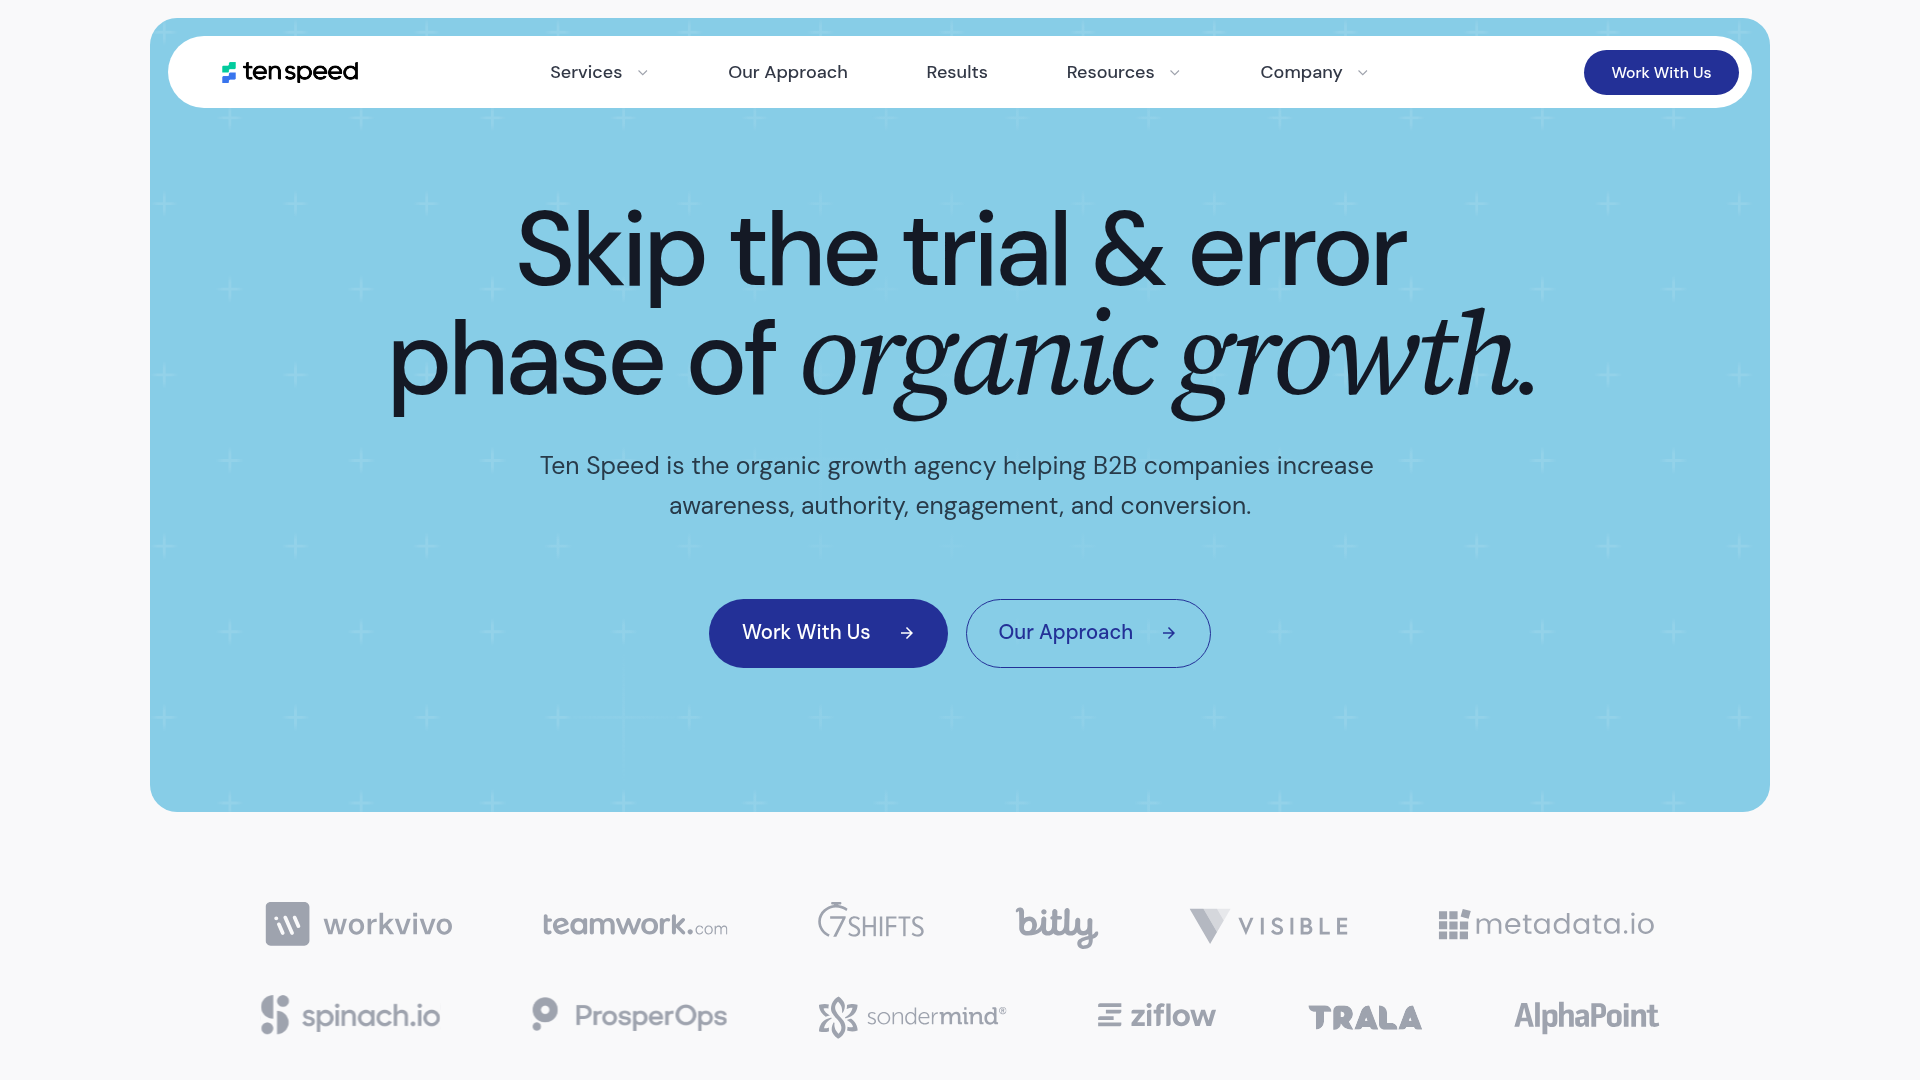 ten speed
Services
Our Approach
Results
Resources
Company
Work With Us
Skip the trial & error
phase of organic growth.
Ten Speed is the organic growth agency helping B2B companies increase
awareness, authority, engagement, and conversion.
Work With Us
Our Approach
workvivo
teamwork.com
7SHIFTS
bitly
VISIBLE
metadata.io
spinach.io
ProsperOps
sondermind®
ziflow
TRALA
AlphaPoint